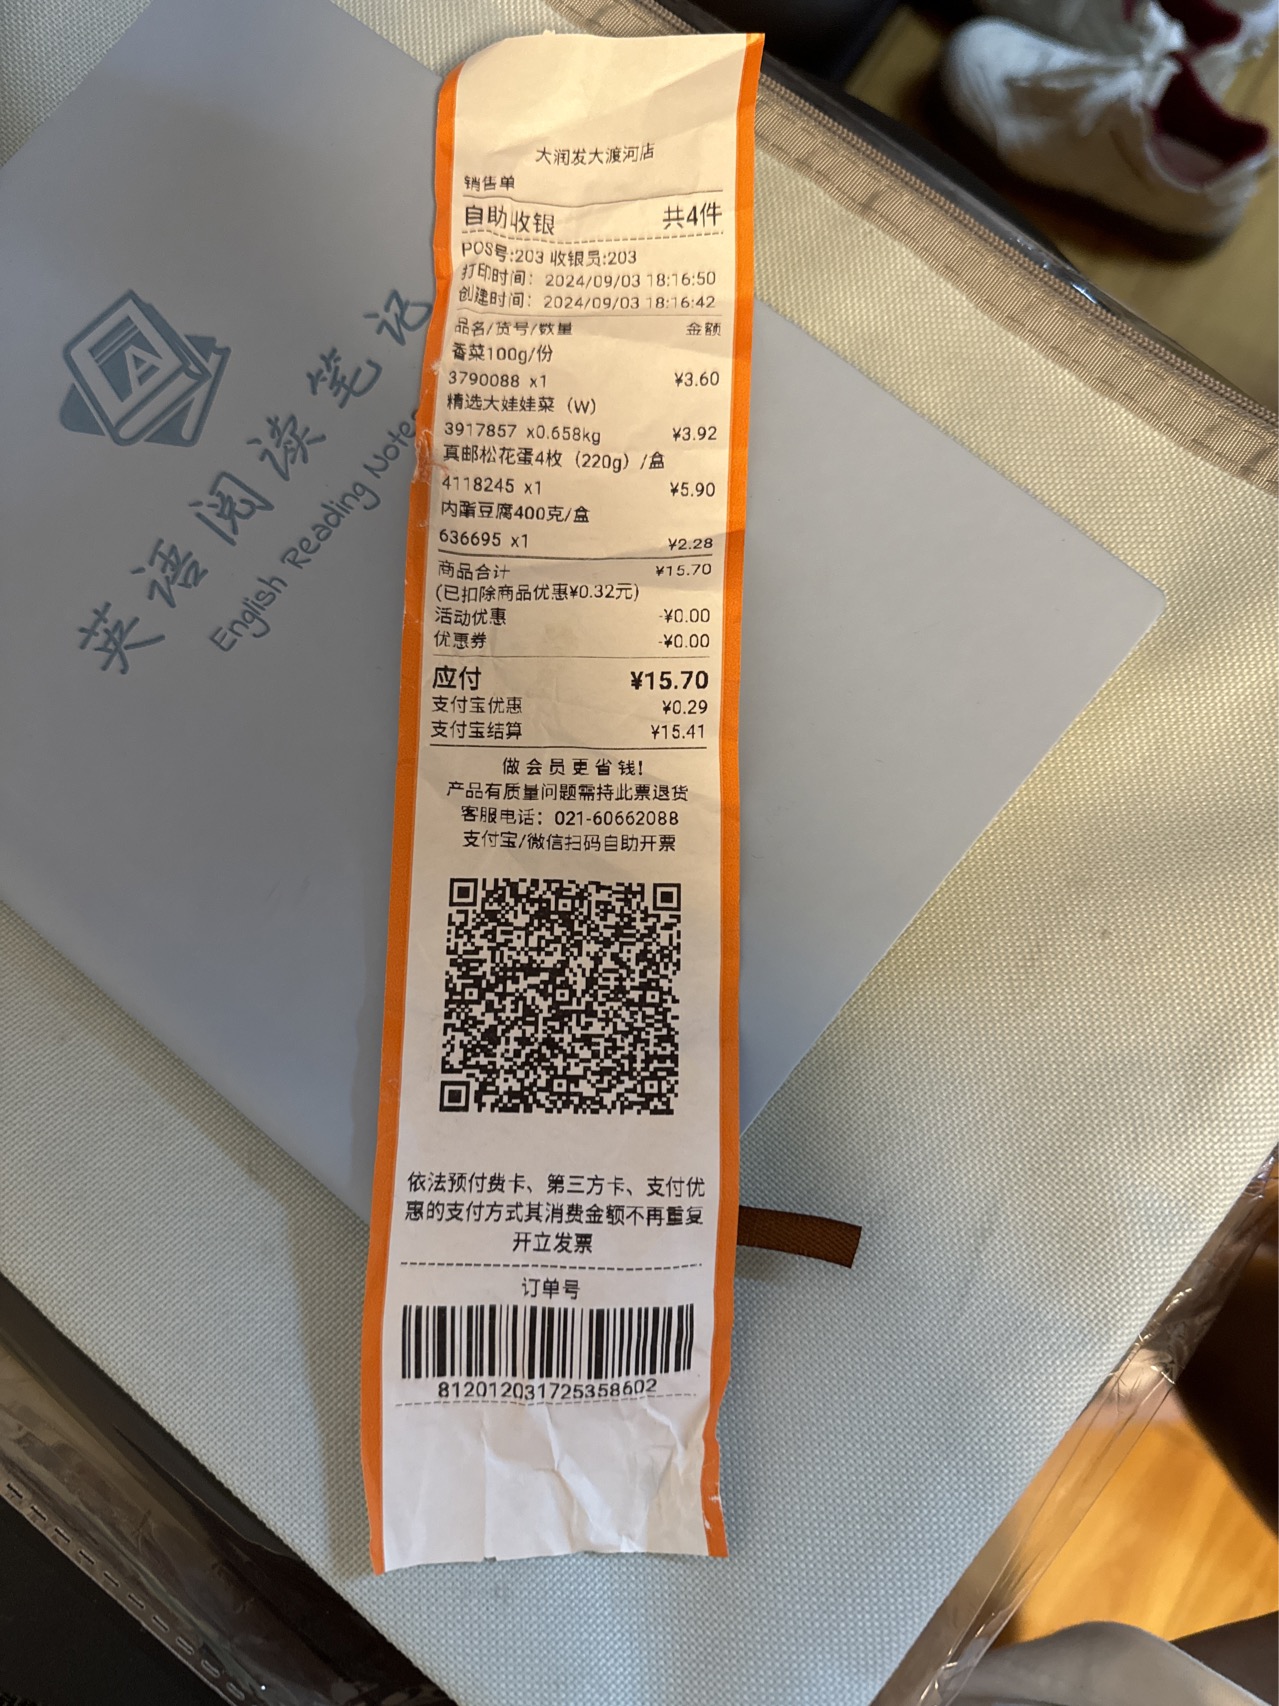 大润发大渡河店
销售单
自助收银 共4件
POS号:203 收银员:203
打印时间: 2024/09/03 18:16:50
创建时间: 2024/09/03 18:16:42
品名/货号/数量 金额
香菜100g/份
3790088 x1 ¥3.60
精选大娃娃菜（W）
3917857 x0.658kg ¥3.92
真邮松花蛋4枚（220g）/盒
4118245 x1 ¥5.90
内酯豆腐400克/盒
636695 x1 ¥2.28
商品合计 ¥15.70
(已扣除商品优惠¥0.32元)
活动优惠 -¥0.00
优惠券 -¥0.00
应付 ¥15.70
支付宝优惠 ¥0.29
支付宝结算 ¥15.41
做会员更省钱!
产品有质量问题需持此票退货
客服电话: 021-60662088
支付宝/微信扫码自助开票
依法预付费卡、第三方卡、支付优
惠的支付方式其消费金额不再重复
开立发票
订单号
812012031725358602
英语阅读笔记
English Reading Notes
A